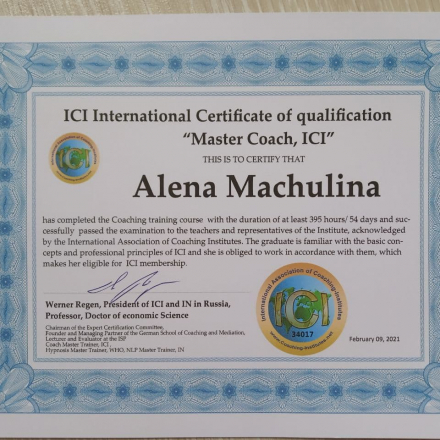 ICI International Certificate of qualification
“Master Coach, ICI”
THIS IS TO CERTIFY THAT
Alena Machulina
has completed the Coaching training course with the duration of at least 395 hours/ 54 days and suc-
cessfully passed the examination to the teachers and representatives of the Institute, acknowledged
by the International Association of Coaching Institutes. The graduate is familiar with the basic con-
cepts and professional principles of ICI and she is obliged to work in accordance with them, which
makes her eligible for ICI membership.
Werner Regen, President of ICI and IN in Russia,
Professor, Doctor of economic Science
Chairman of the Expert Certification Committee,
Founder and Managing Partner of the German School of Coaching and Mediation,
Lecturer and Evaluator at the ISP
Coach Master Trainer, ICI,
Hypnosis Master Trainer, WHO, NLP Master Trainer, IN
International Association of Coaching Institutes
ICI
34017
www.coaching-institutes.net
February 09, 2021
ICI